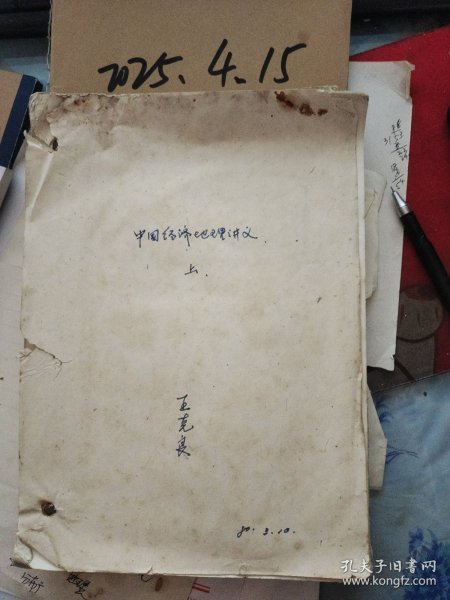 2025.4.15
中国经济地理讲义
上.
王克良
80.3.10.
孔夫子旧书网
www.kongfz.com